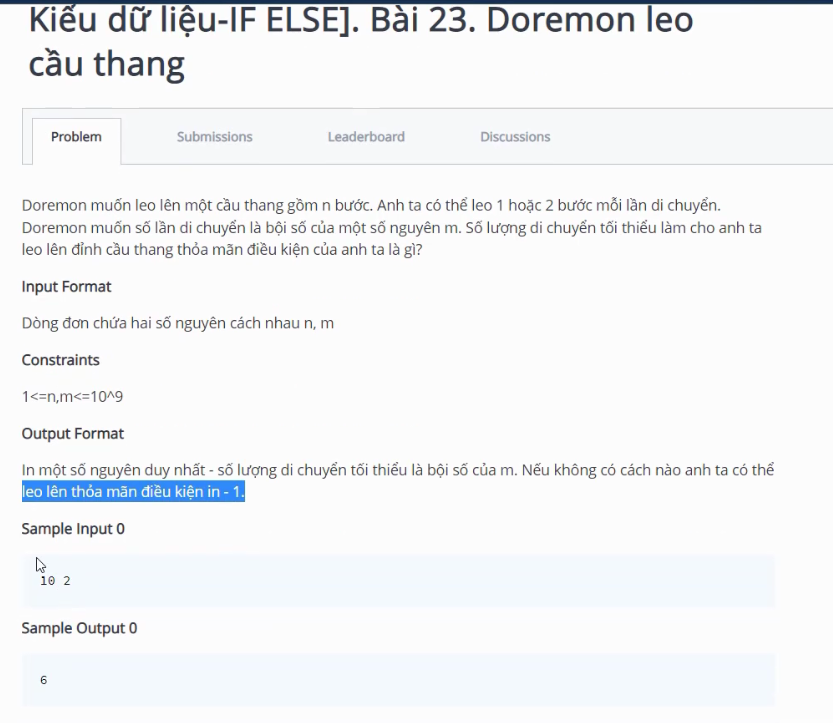 Kiểu dữ liệu-IF ELSE]. Bài 23. Doremon leo
cầu thang
Problem
Submissions
Leaderboard
Discussions
Doremon muốn leo lên một cầu thang gồm n bước. Anh ta có thể leo 1 hoặc 2 bước mỗi lần di chuyển.
Doremon muốn số lần di chuyển là bội số của một số nguyên m. Số lượng di chuyển tối thiểu làm cho anh ta
leo lên đỉnh cầu thang thỏa mãn điều kiện của anh ta là gì?
Input Format
Dòng đơn chứa hai số nguyên cách nhau n, m
Constraints
1<=n,m<=10^9
Output Format
In một số nguyên duy nhất - số lượng di chuyển tối thiểu là bội số của m. Nếu không có cách nào anh ta có thể
leo lên thỏa mãn điều kiện in - 1.
Sample Input 0
10 2
Sample Output 0
6